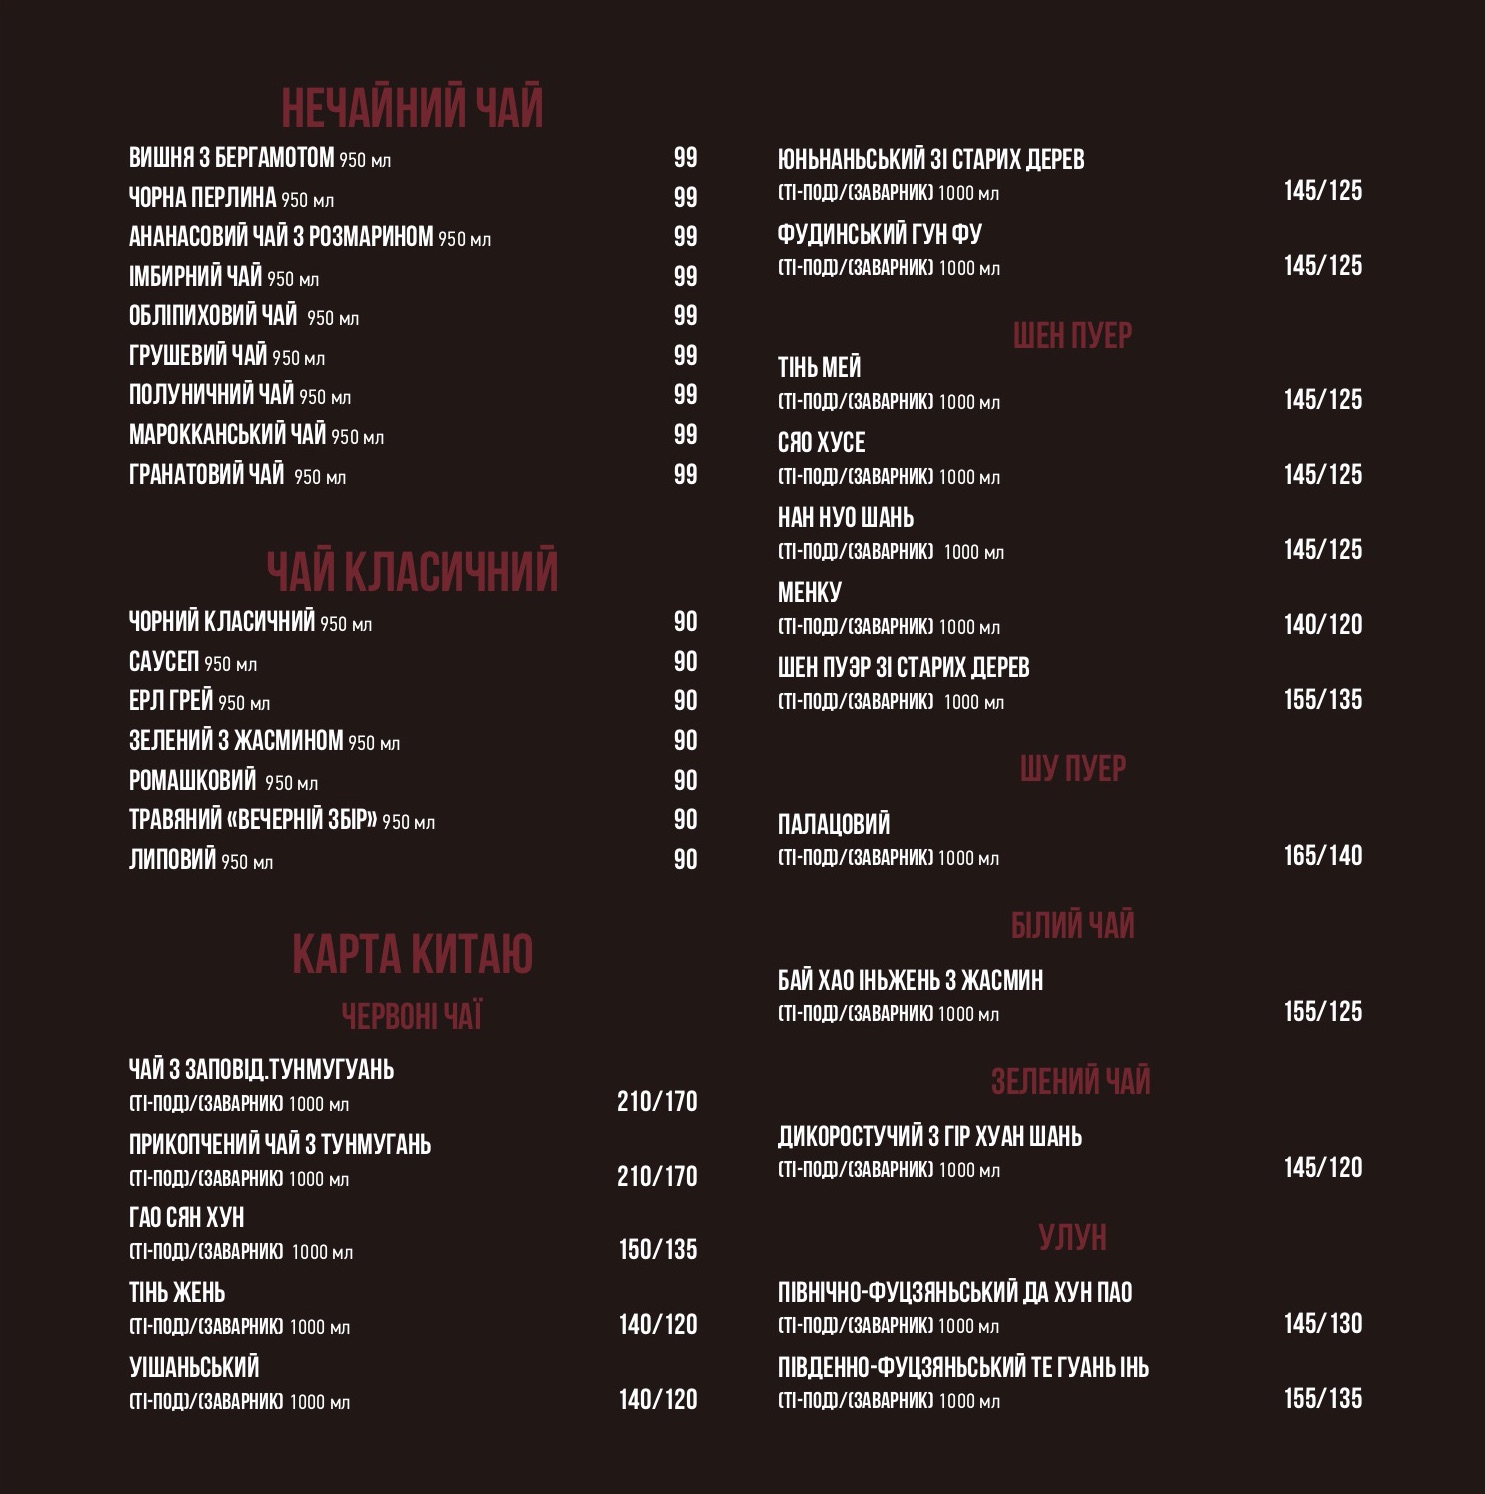 НЕЧАЙНИЙ ЧАЙ
ВИШНЯ З БЕРГАМОТОМ 950 мл 99
ЧОРНА ПЕРЛИНА 950 мл 99
АНАНАСОВИЙ ЧАЙ З РОЗМАРИНОМ 950 мл 99
ІМБИРНИЙ ЧАЙ 950 мл 99
ОБЛІПИХОВИЙ ЧАЙ 950 мл 99
ГРУШЕВИЙ ЧАЙ 950 мл 99
ПОЛУНИЧНИЙ ЧАЙ 950 мл 99
МАРОККАНСЬКИЙ ЧАЙ 950 мл 99
ГРАНАТОВИЙ ЧАЙ 950 мл 99
ЧАЙ КЛАСИЧНИЙ
ЧОРНИЙ КЛАСИЧНИЙ 950 мл 90
САУСЕП 950 мл 90
ЕРЛ ГРЕЙ 950 мл 90
ЗЕЛЕНИЙ З ЖАСМИНОМ 950 мл 90
РОМАШКОВИЙ 950 мл 90
ТРАВЯНИЙ «ВЕЧЕРНІЙ ЗБІР» 950 мл 90
ЛИПОВИЙ 950 мл 90
КАРТА КИТАЮ
ЧЕРВОНІ ЧАЇ
ЧАЙ З ЗАПОВІД.ТУНМУГУАНЬ
(ТІ-ПОД)/(ЗАВАРНИК) 1000 мл 210/170
ПРИКОПЧЕНИЙ ЧАЙ З ТУНМУГАНЬ
(ТІ-ПОД)/(ЗАВАРНИК) 1000 мл 210/170
ГАО СЯН ХУН
(ТІ-ПОД)/(ЗАВАРНИК) 1000 мл 150/135
ТІНЬ ЖЕНЬ
(ТІ-ПОД)/(ЗАВАРНИК) 1000 мл 140/120
УІШАНЬСЬКИЙ
(ТІ-ПОД)/(ЗАВАРНИК) 1000 мл 140/120
ЮНЬНАНЬСЬКИЙ ЗІ СТАРИХ ДЕРЕВ
(ТІ-ПОД)/(ЗАВАРНИК) 1000 мл 145/125
ФУДИНСЬКИЙ ГУН ФУ
(ТІ-ПОД)/(ЗАВАРНИК) 1000 мл 145/125
ШЕН ПУЕР
ТІНЬ МЕЙ
(ТІ-ПОД)/(ЗАВАРНИК) 1000 мл 145/125
СЯО ХУСЕ
(ТІ-ПОД)/(ЗАВАРНИК) 1000 мл 145/125
НАН НУО ШАНЬ
(ТІ-ПОД)/(ЗАВАРНИК) 1000 мл 145/125
МЕНКУ
(ТІ-ПОД)/(ЗАВАРНИК) 1000 мл 140/120
ШЕН ПУЭР ЗІ СТАРИХ ДЕРЕВ
(ТІ-ПОД)/(ЗАВАРНИК) 1000 мл 155/135
ШУ ПУЕР
ПАЛАЦОВИЙ
(ТІ-ПОД)/(ЗАВАРНИК) 1000 мл 165/140
БІЛИЙ ЧАЙ
БАЙ ХАО ІНЬЖЕНЬ З ЖАСМИН
(ТІ-ПОД)/(ЗАВАРНИК) 1000 мл 155/125
ЗЕЛЕНИЙ ЧАЙ
ДИКОРОСТУЧИЙ З ГІР ХУАН ШАНЬ
(ТІ-ПОД)/(ЗАВАРНИК) 1000 мл 145/120
УЛУН
ПІВНІЧНО-ФУЦЗЯНЬСЬКИЙ ДА ХУН ПАО
(ТІ-ПОД)/(ЗАВАРНИК) 1000 мл 145/130
ПІВДЕННО-ФУЦЗЯНЬСЬКИЙ ТЕ ГУАНЬ ІНЬ
(ТІ-ПОД)/(ЗАВАРНИК) 1000 мл 155/135